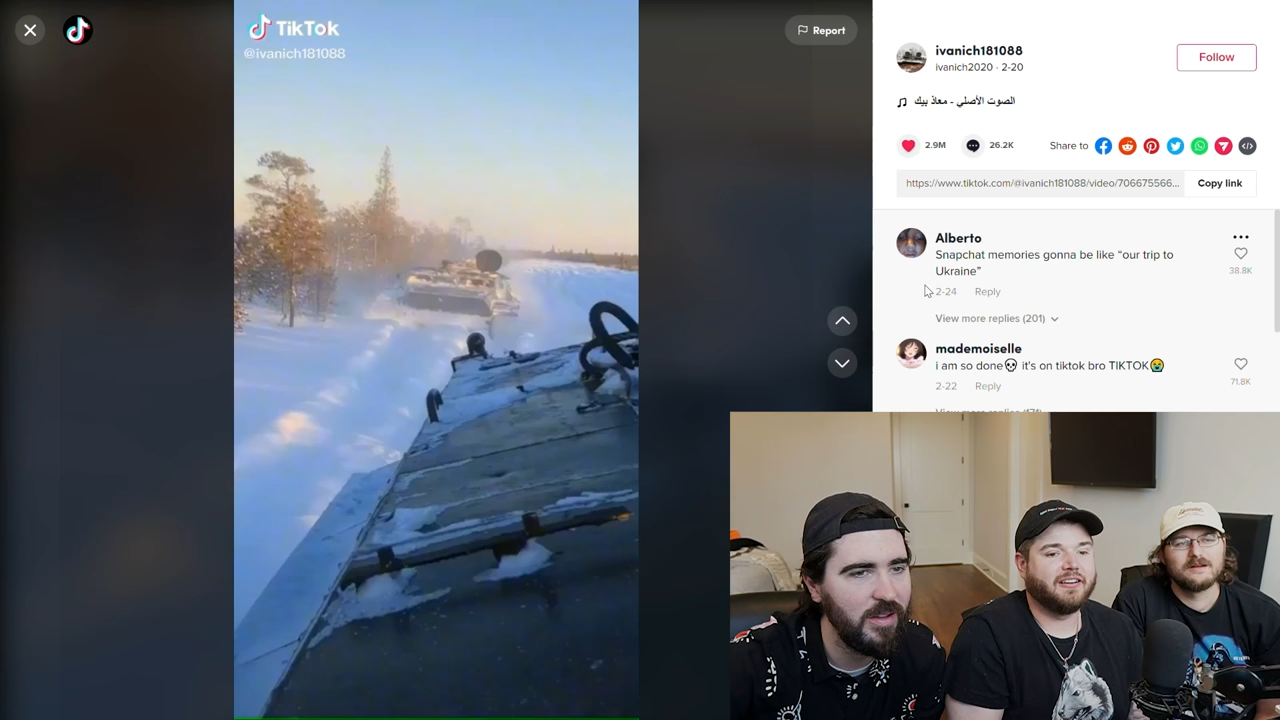 TikTok
@ivanich181088
Report
ivanich181088
ivanich2020 · 2-20
Follow
الصوت الأصلي - معاذ بيك
2.9M
26.2K
Share to
https://www.tiktok.com/@ivanich181088/video/706675566...
Copy link
Alberto
Snapchat memories gonna be like “our trip to
Ukraine”
38.8K
2-24
Reply
View more replies (201)
mademoiselle
i am so done💀 it's on tiktok bro TIKTOK😭
71.8K
2-22
Reply